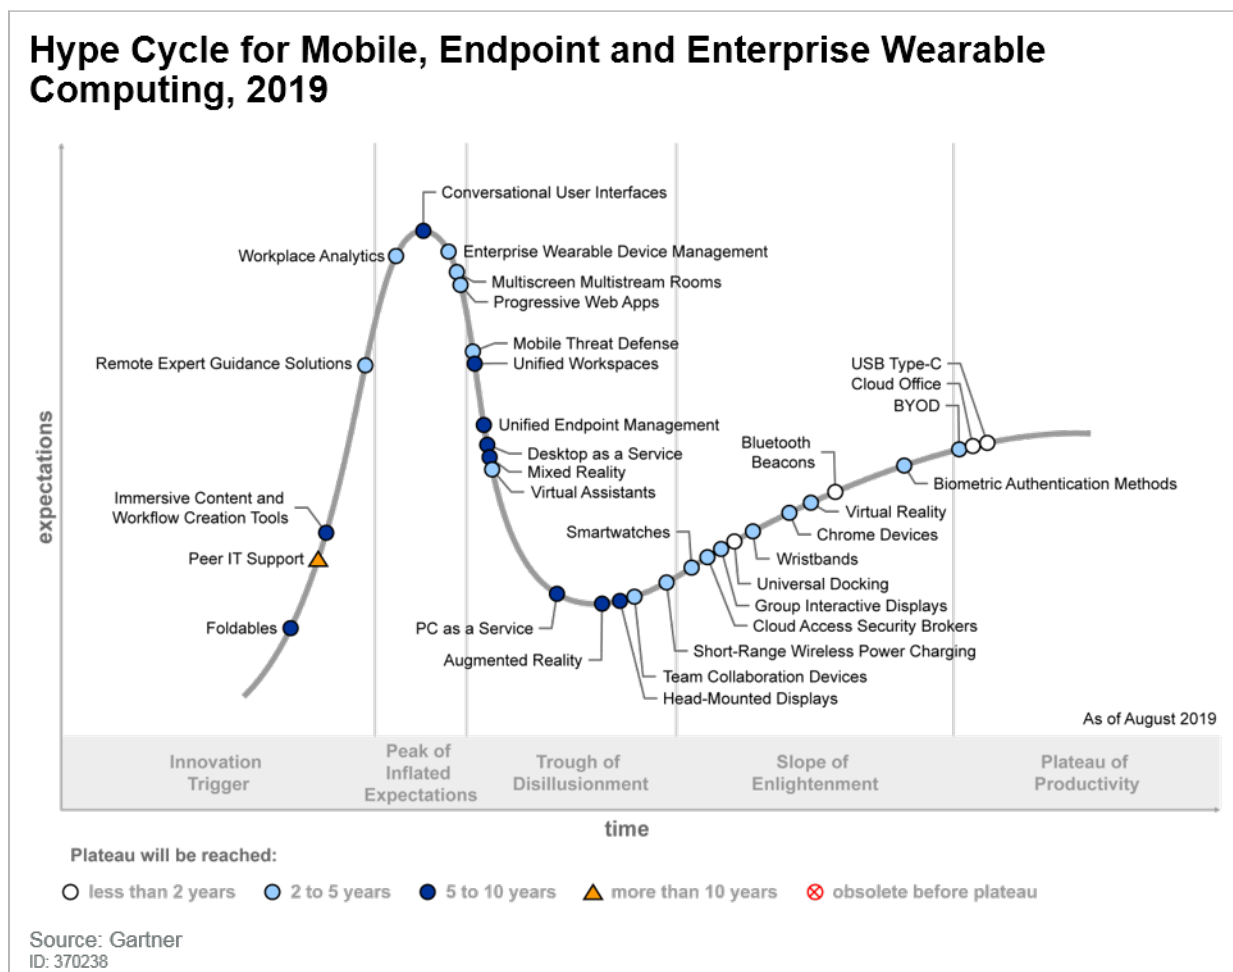 Hype Cycle for Mobile, Endpoint and Enterprise Wearable
Computing, 2019
expectations
Conversational User Interfaces
Workplace Analytics
Enterprise Wearable Device Management
Multiscreen Multistream Rooms
Progressive Web Apps
Remote Expert Guidance Solutions
Mobile Threat Defense
Unified Workspaces
Unified Endpoint Management
Desktop as a Service
Mixed Reality
Virtual Assistants
Immersive Content and
Workflow Creation Tools
Peer IT Support
Foldables
PC as a Service
Augmented Reality
Head-Mounted Displays
Team Collaboration Devices
Short-Range Wireless Power Charging
Smartwatches
Cloud Access Security Brokers
Group Interactive Displays
Universal Docking
Wristbands
Chrome Devices
Virtual Reality
Bluetooth
Beacons
Biometric Authentication Methods
BYOD
Cloud Office
USB Type-C
As of August 2019
Innovation
Trigger
Peak of
Inflated
Expectations
Trough of
Disillusionment
Slope of
Enlightenment
Plateau of
Productivity
time
Plateau will be reached:
less than 2 years
2 to 5 years
5 to 10 years
more than 10 years
obsolete before plateau
Source: Gartner
ID: 370238